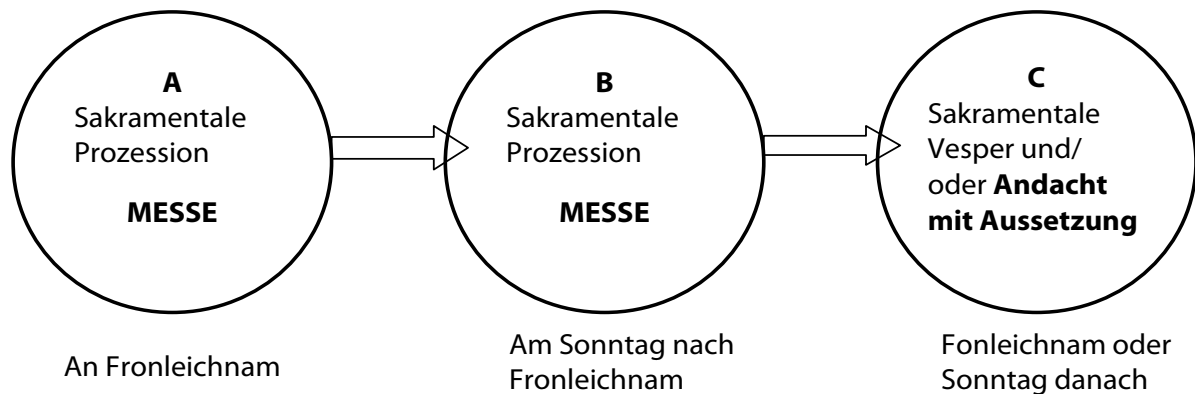 A
Sakramentale
Prozession
MESSE
An Fronleichnam
B
Sakramentale
Prozession
MESSE
Am Sonntag nach
Fronleichnam
C
Sakramentale
Vesper und/
oder Andacht
mit Aussetzung
Fonleichnam oder
Sonntag danach